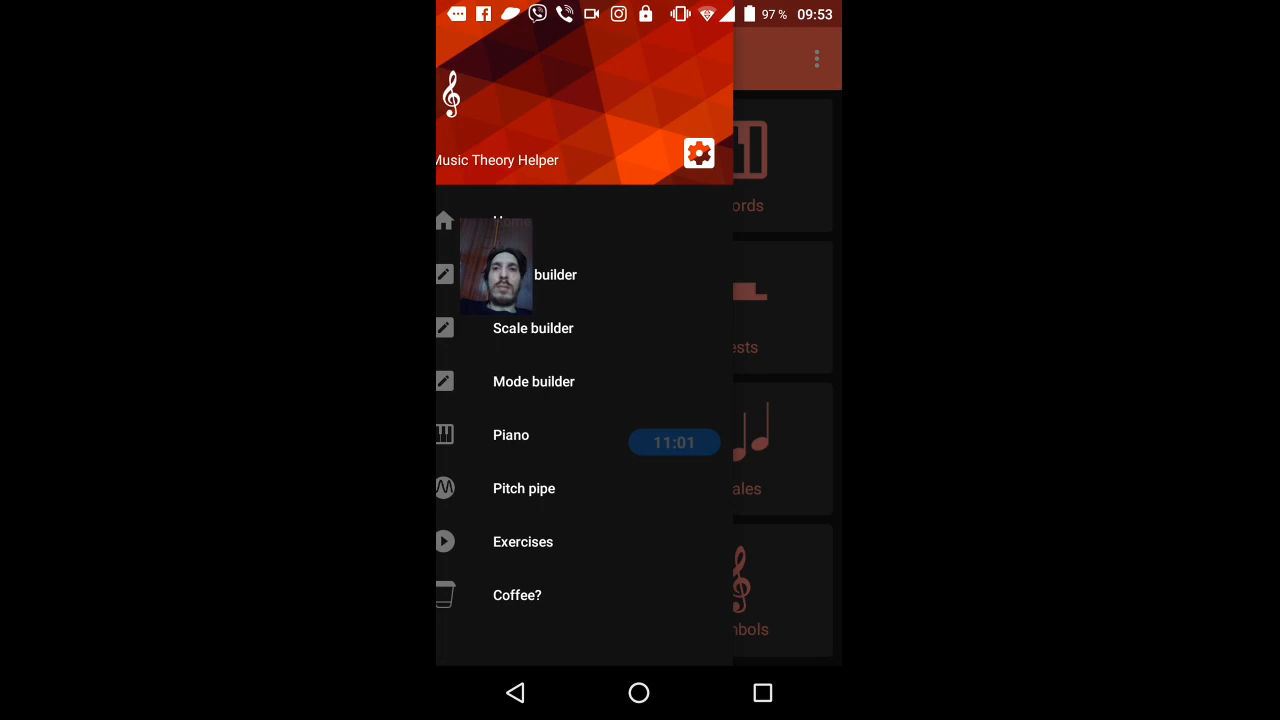 97 % 09:53
Music Theory Helper
Home
builder
Scale builder
Mode builder
Piano
11:01
Pitch pipe
Exercises
Coffee?
ords
ests
ales
nbols